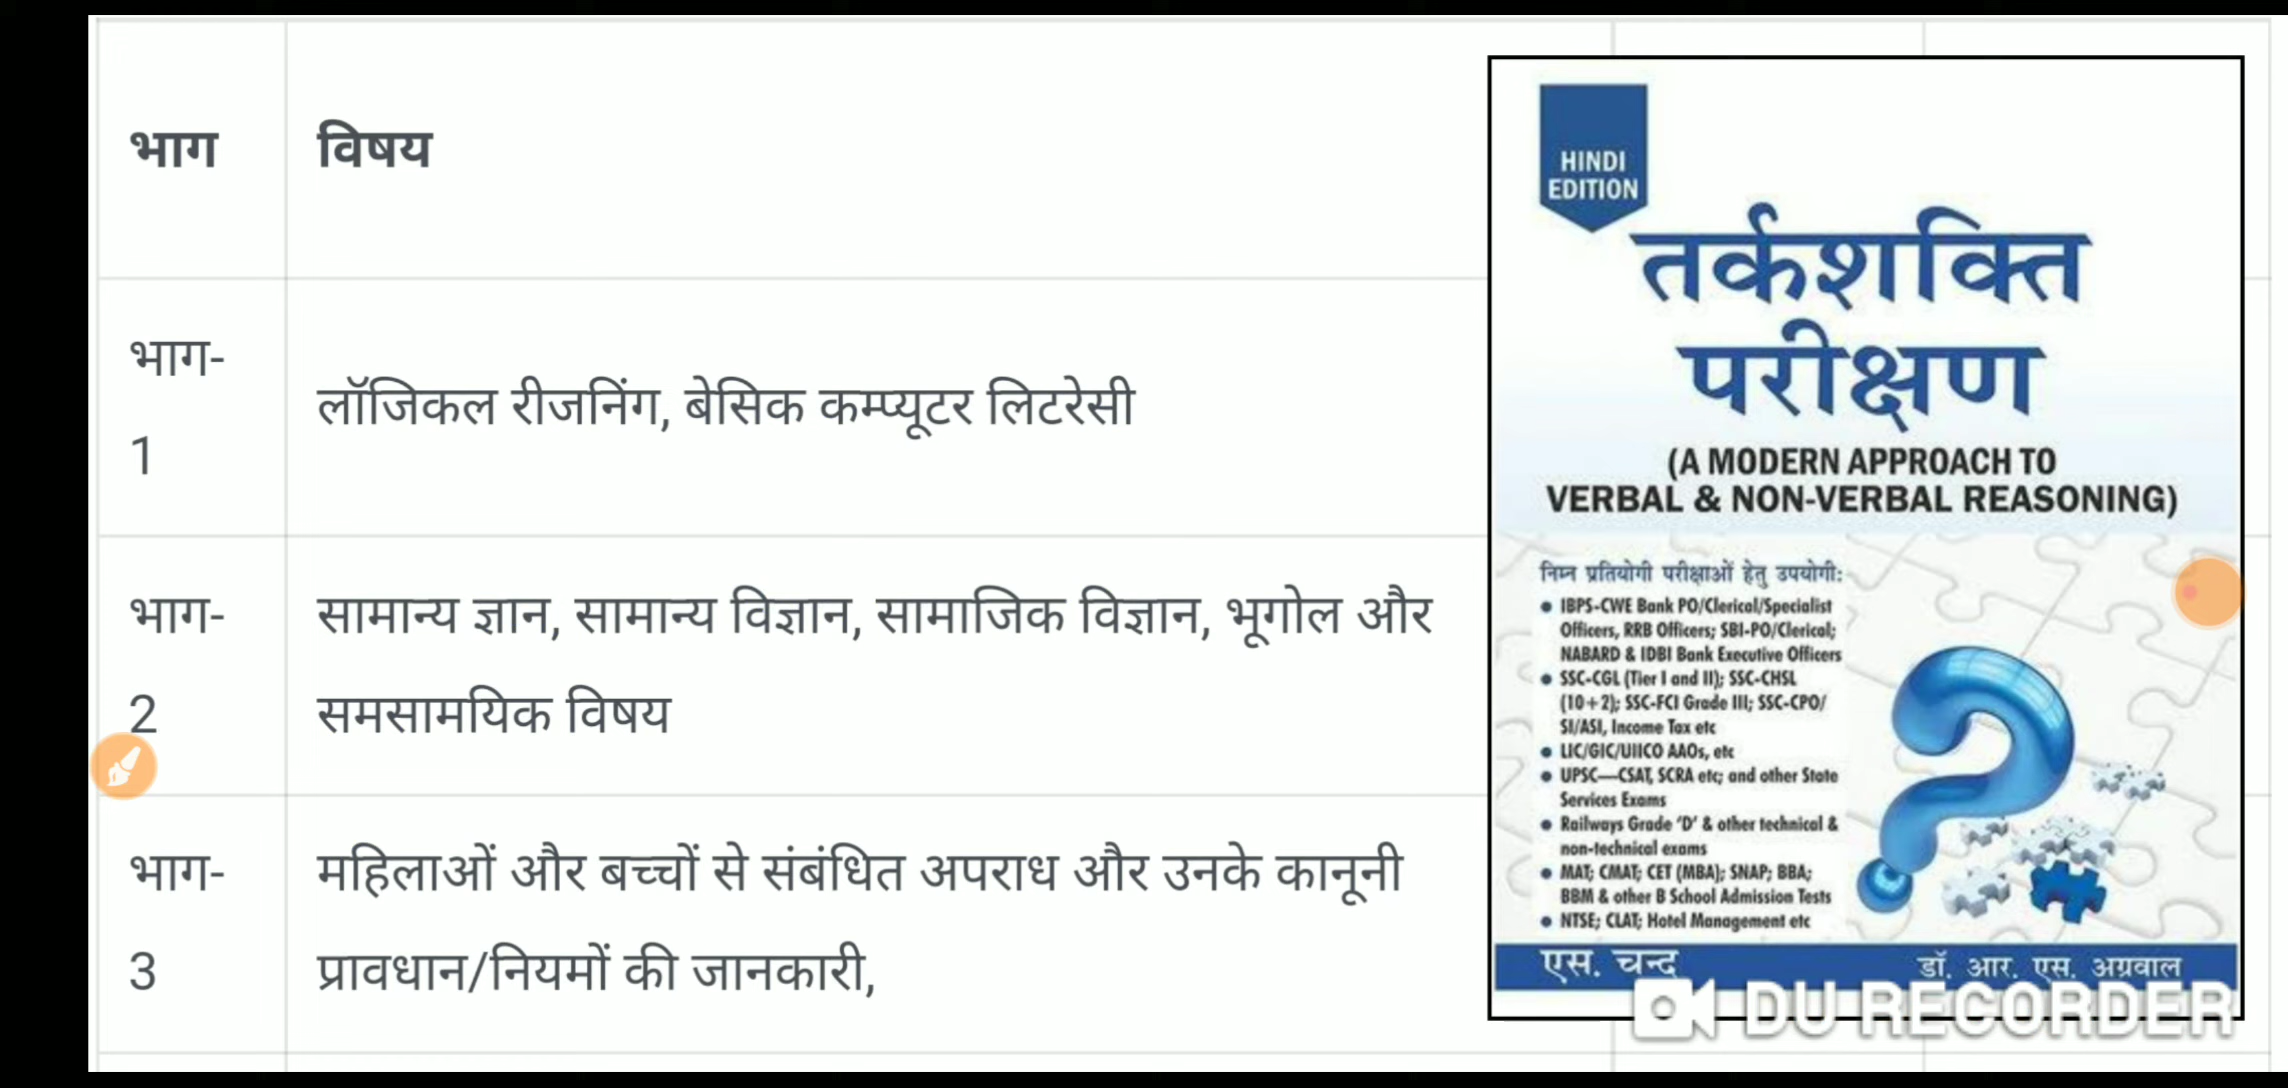 भाग विषय
भाग-
1
लॉजिकल रीजनिंग, बेसिक कम्प्यूटर लिटरेसी
भाग-
2
सामान्य ज्ञान, सामान्य विज्ञान, सामाजिक विज्ञान, भूगोल और
समसामयिक विषय
भाग-
3
महिलाओं और बच्चों से संबंधित अपराध और उनके कानूनी
प्रावधान/नियमों की जानकारी,
HINDI
EDITION
तर्कशक्ति
परीक्षण
(A MODERN APPROACH TO
VERBAL & NON-VERBAL REASONING)
निम्न प्रतियोगी परीक्षाओं हेतु उपयोगी:
• IBPS-CWE Bank PO/Clerical/Specialist
Officers, RRB Officers; SBI-PO/Clerical;
NABARD & IDBI Bank Executive Officers
• SSC-CGL (Tier I and II); SSC-CHSL
(10+2); SSC-FCI Grade III; SSC-CPO/
SI/ASI, Income Tax etc
• LIC/GIC/UIICO AAOs, etc
• UPSC—CSAT, SCRA etc; and other State
Services Exams
• Railways Grade 'D' & other technical &
non-technical exams
• MAT; CMAT; CET (MBA); SNAP; BBA;
BBM & other B School Admission Tests
• NTSE; CLAT; Hotel Management etc
एस. चन्द डॉ. आर. एस. अग्रवाल
DU RECORDER